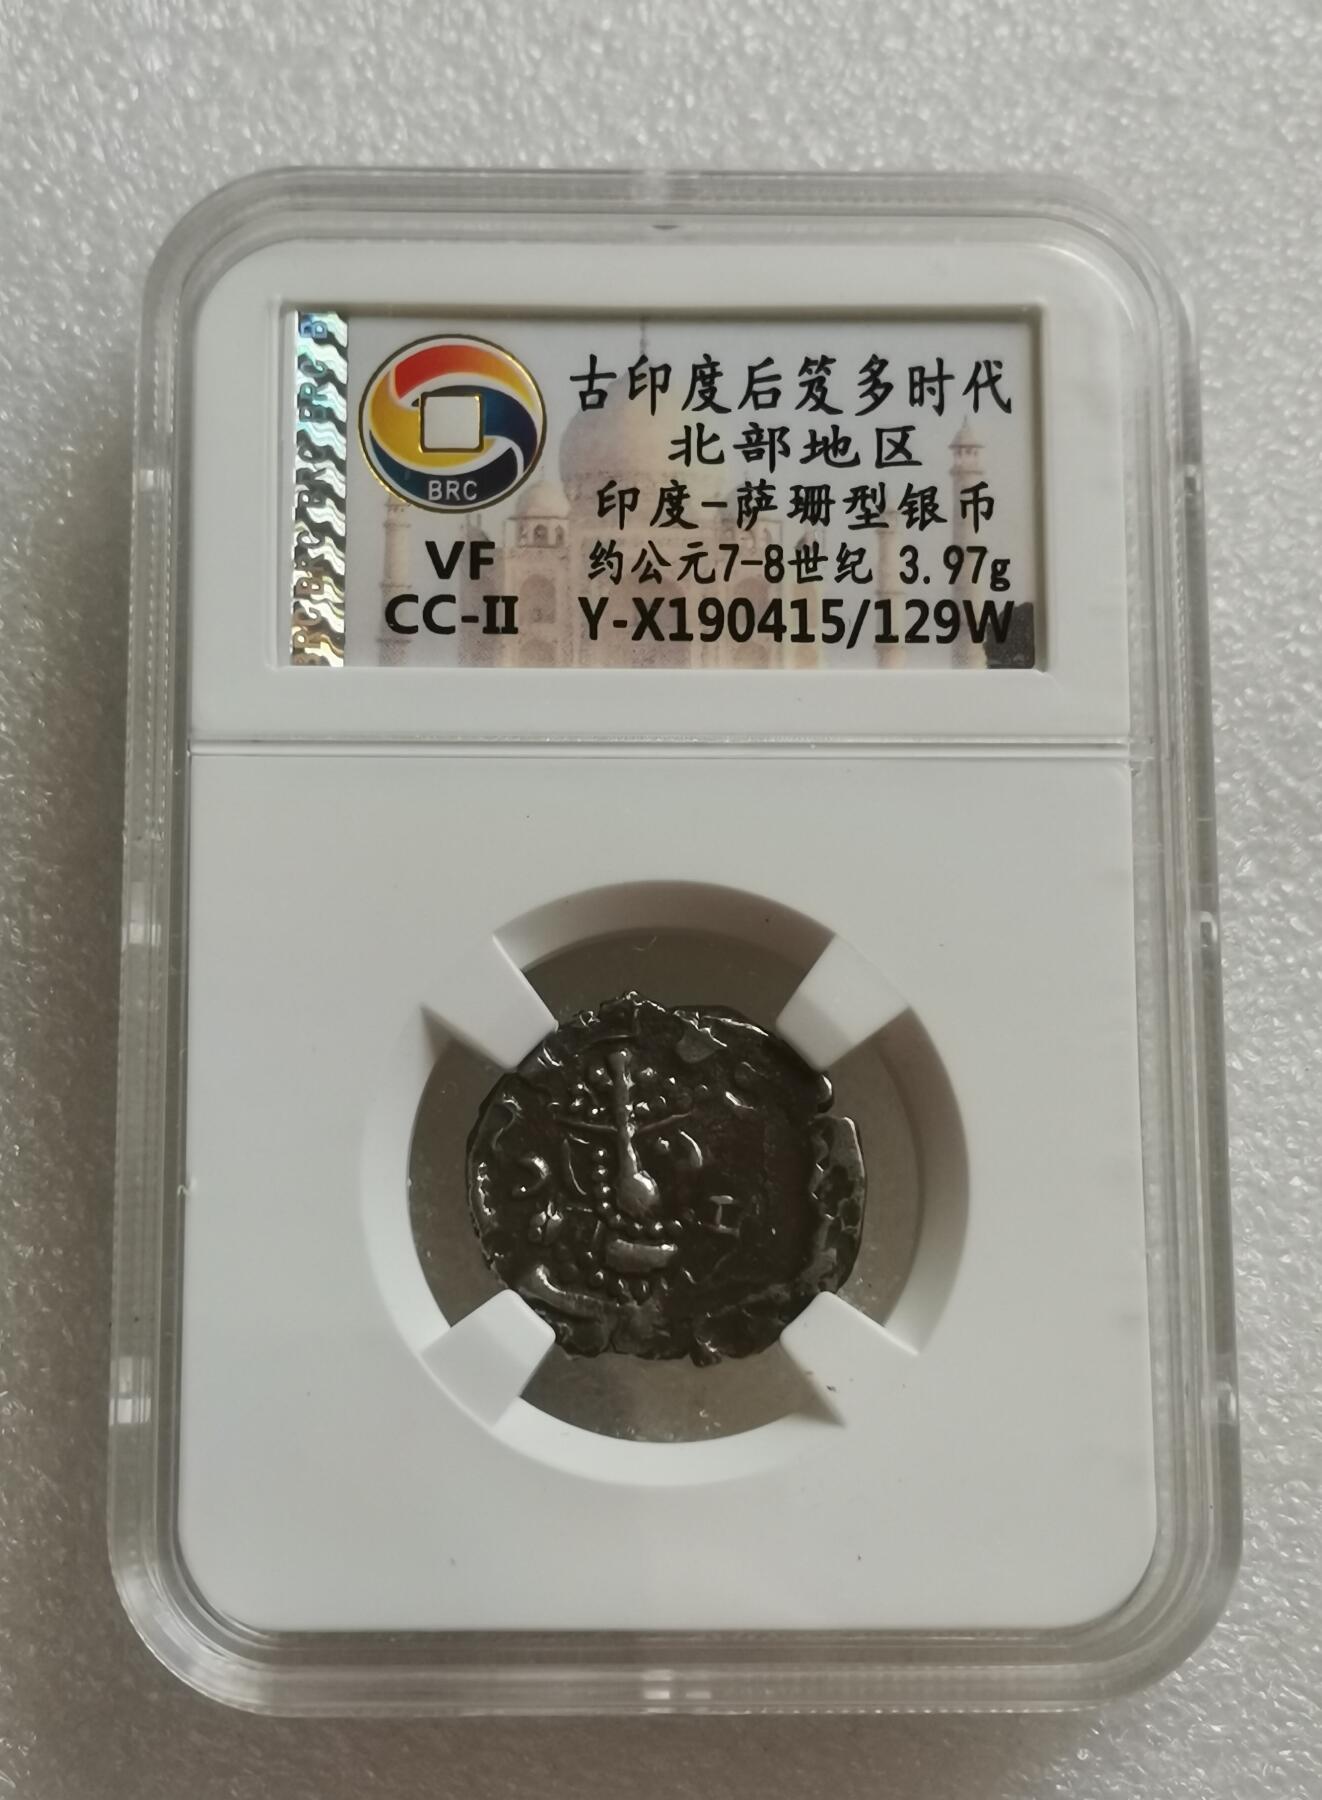 古印度后笈多时代
北部地区
印度-萨珊型银币
约公元7-8世纪 3.97g
Y-X190415/129W
BRC
VF
CC-II